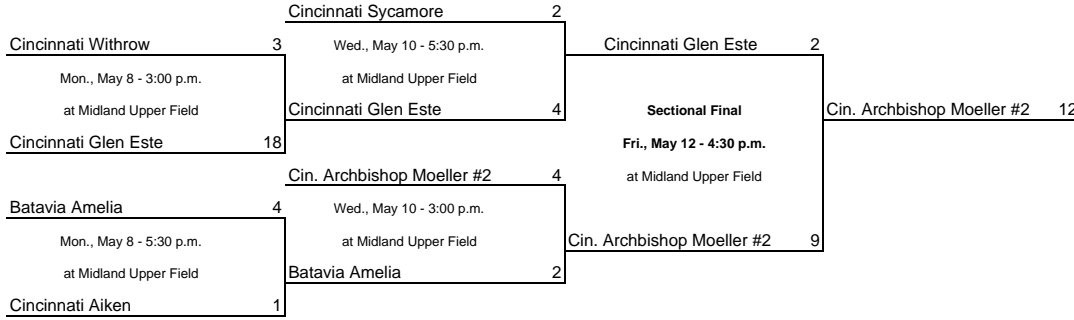 Cincinnati Sycamore 2
Cincinnati Withrow 3
Wed., May 10 - 5:30 p.m.
Cincinnati Glen Este 2
Mon., May 8 - 3:00 p.m.
at Midland Upper Field
at Midland Upper Field
Cincinnati Glen Este 4
Sectional Final
Cin. Archbishop Moeller #2 12
Cincinnati Glen Este 18
Fri., May 12 - 4:30 p.m.
Cin. Archbishop Moeller #2 4
at Midland Upper Field
Batavia Amelia 4
Wed., May 10 - 3:00 p.m.
Mon., May 8 - 5:30 p.m.
at Midland Upper Field
Cin. Archbishop Moeller #2 9
at Midland Upper Field
Batavia Amelia 2
Cincinnati Aiken 1